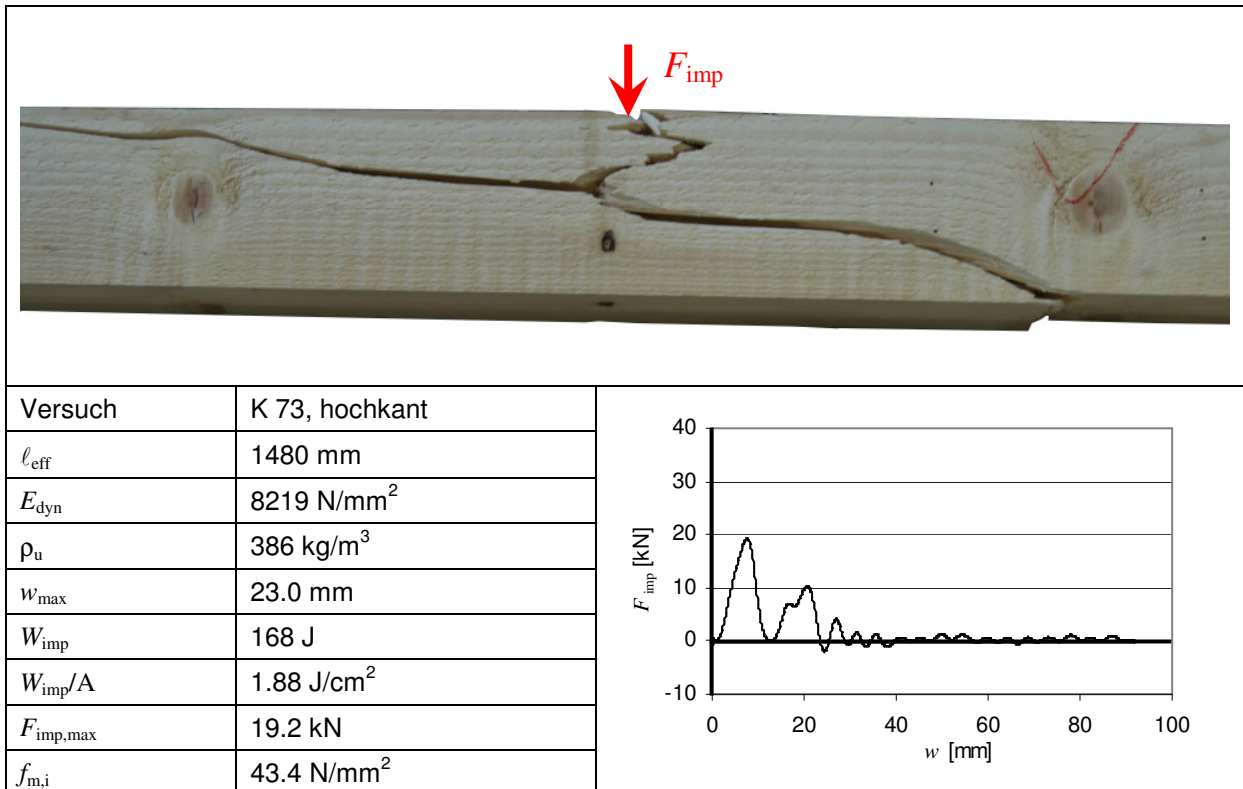 F_imp
Versuch K 73, hochkant
ℓ_eff 1480 mm
E_dyn 8219 N/mm²
ρ_u 386 kg/m³
w_max 23.0 mm
W_imp 168 J
W_imp/A 1.88 J/cm²
F_imp,max 19.2 kN
f_m,i 43.4 N/mm²
40
30
20
10
0
-10
F_imp [kN]
0 20 40 60 80 100
w [mm]